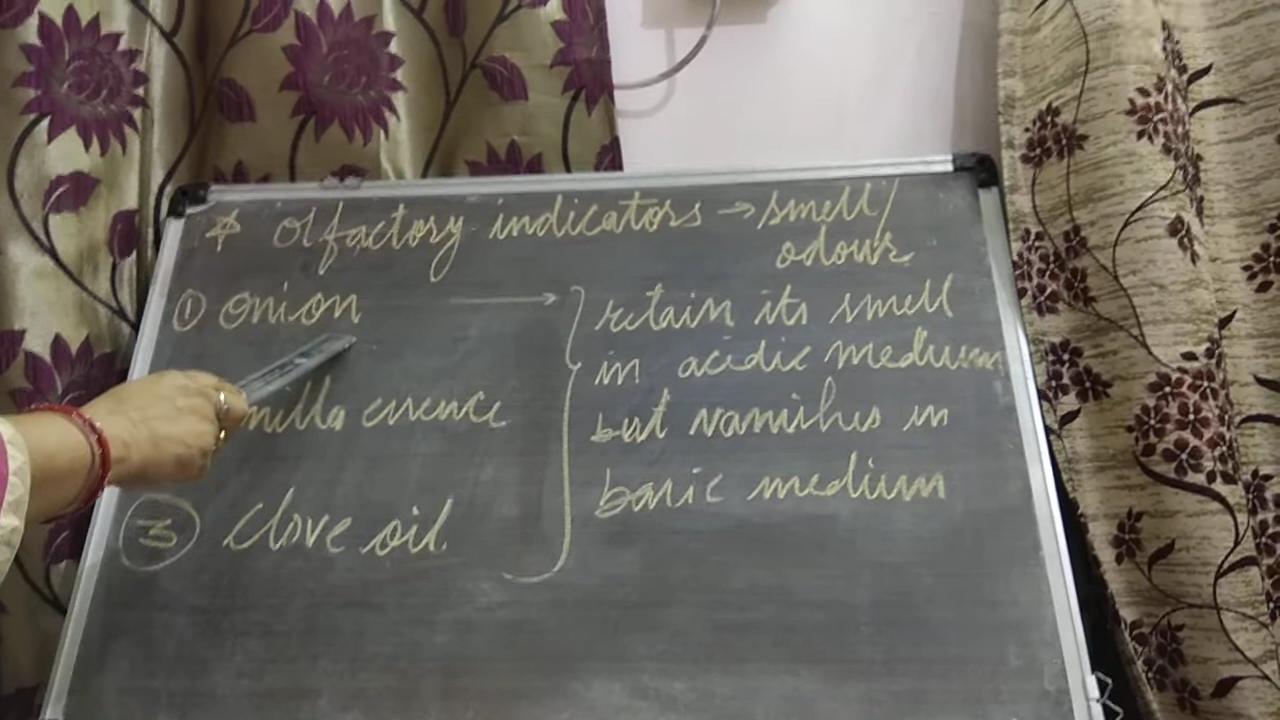 * Olfactory indicators → smell/
odour
① onion → retain its smell
in acidic medium
nilla essence
but vanishes in
basic medium
③ clove oil.